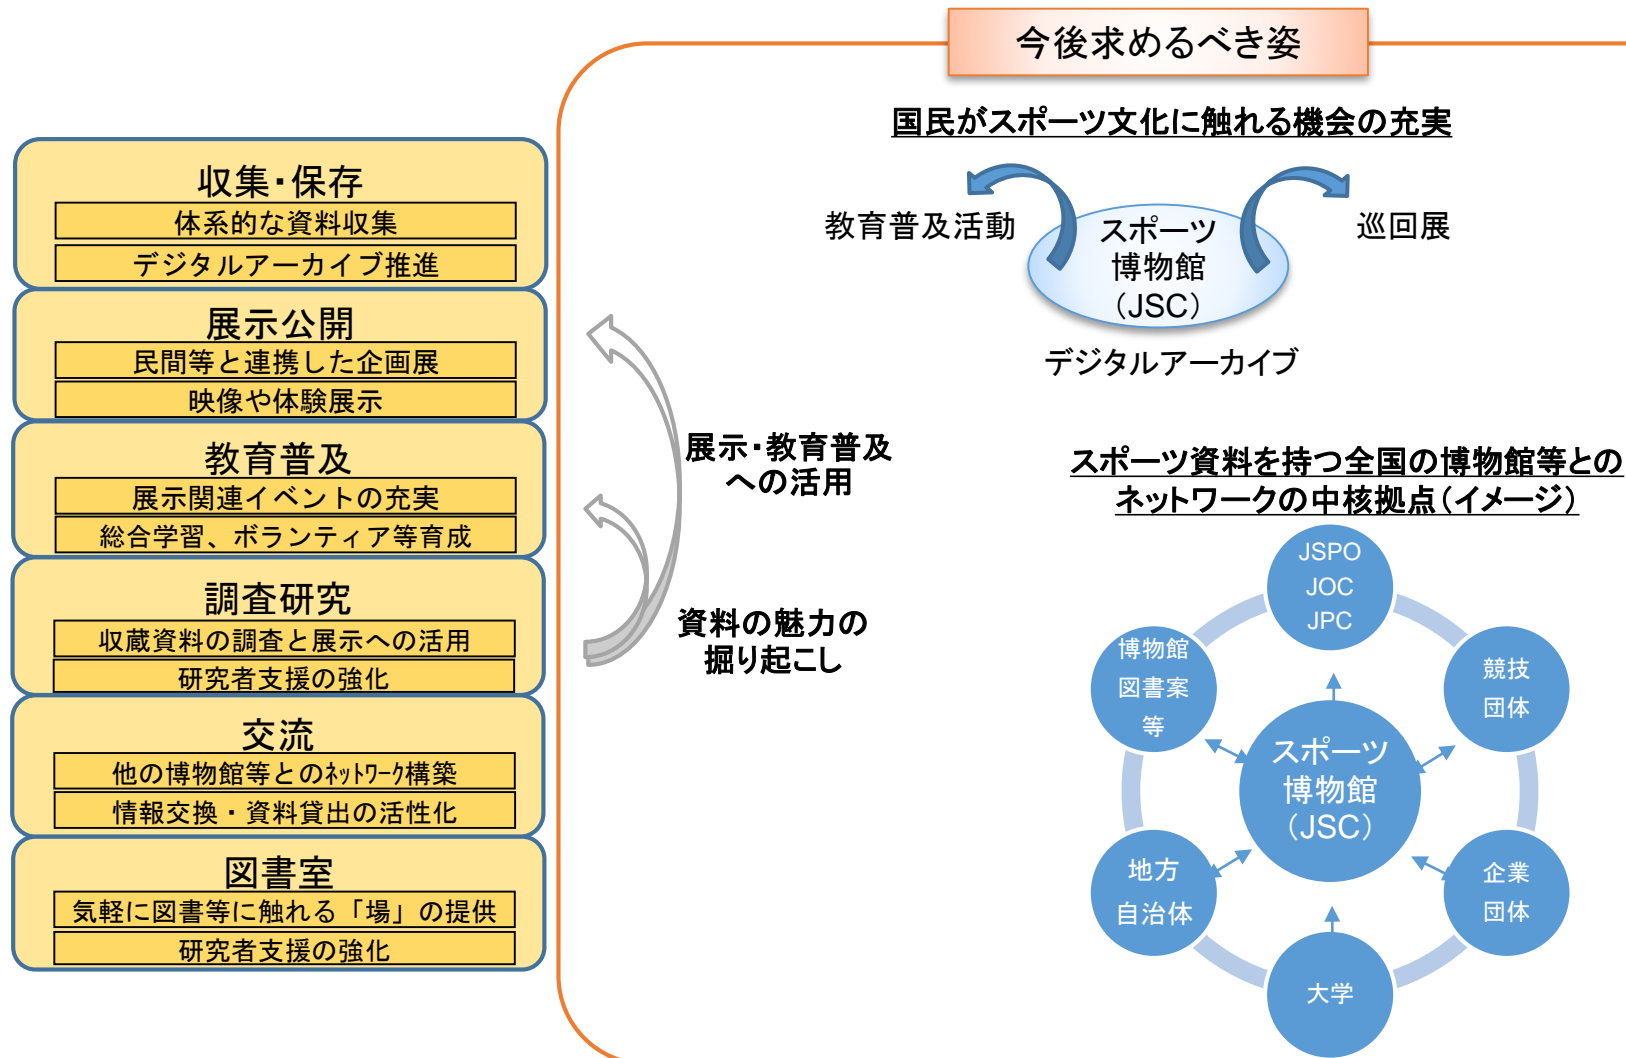 今後求めるべき姿
国民がスポーツ文化に触れる機会の充実
教育普及活動
スポーツ
博物館
（JSC）
巡回展
デジタルアーカイブ
収集・保存
体系的な資料収集
デジタルアーカイブ推進
展示公開
民間等と連携した企画展
映像や体験展示
教育普及
展示関連イベントの充実
総合学習、ボランティア等育成
調査研究
収蔵資料の調査と展示への活用
研究者支援の強化
交流
他の博物館等とのﾈｯﾄﾜｰｸ構築
情報交換・資料貸出の活性化
図書室
気軽に図書等に触れる「場」の提供
研究者支援の強化
展示・教育普及
への活用
資料の魅力の
掘り起こし
スポーツ資料を持つ全国の博物館等との
ネットワークの中核拠点（イメージ）
JSPO
JOC
JPC
博物館
図書案
等
競技
団体
スポーツ
博物館
（JSC）
地方
自治体
企業
団体
大学